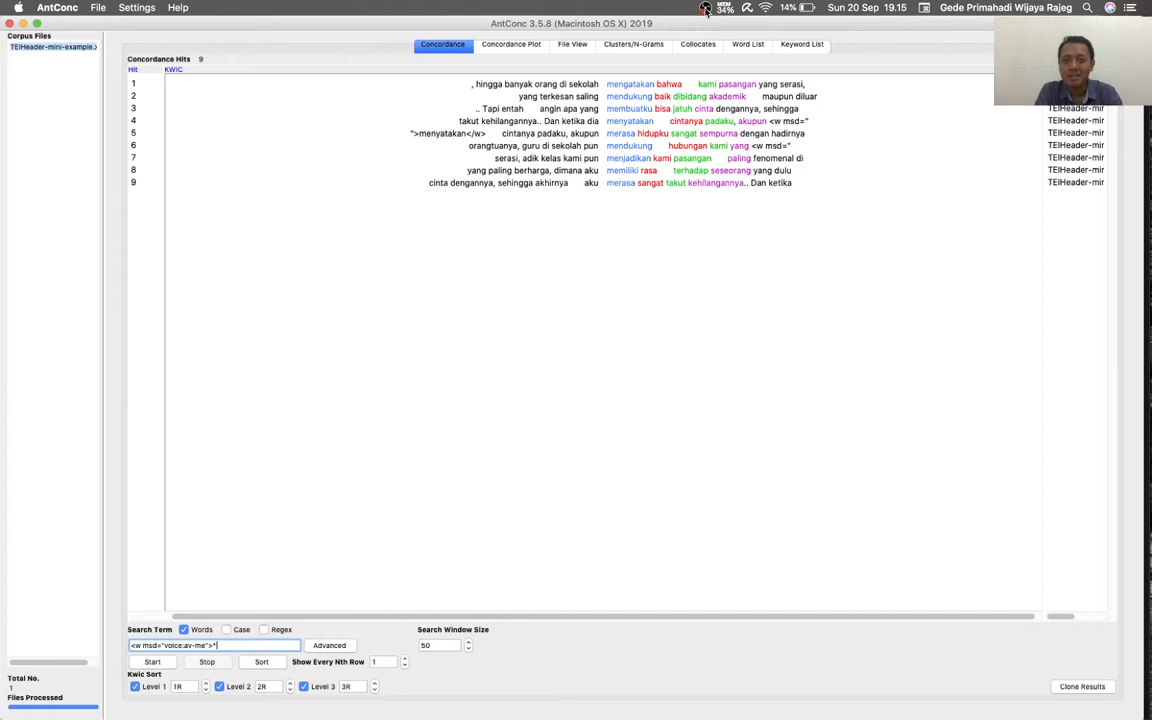 AntConc File Settings Help MEM 34% 14% Sun 20 Sep 19.15 Gede Primahadi Wijaya Rajeg
AntConc 3.5.8 (Macintosh OS X) 2019
Corpus Files
TEIHeader-mini-example.x
Concordance Concordance Plot File View Clusters/N-Grams Collocates Word List Keyword List
Concordance Hits 9
Hit KWIC
1 , hingga banyak orang di sekolah mengatakan bahwa kami pasangan yang serasi,
2 yang terkesan saling mendukung baik dibidang akademik maupun diluar
3 .. Tapi entah angin apa yang membuatku bisa jatuh cinta dengannya, sehingga TEIHeader-mir
4 takut kehilangannya.. Dan ketika dia menyatakan cintanya padaku, akupun <w msd=" TEIHeader-mir
5 ">menyatakan</w> cintanya padaku, akupun merasa hidupku sangat sempurna dengan hadirnya TEIHeader-mir
6 orangtuanya, guru di sekolah pun mendukung hubungan kami yang <w msd=" TEIHeader-mir
7 serasi, adik kelas kami pun menjadikan kami pasangan paling fenomenal di TEIHeader-mir
8 yang paling berharga, dimana aku memiliki rasa terhadap seseorang yang dulu TEIHeader-mir
9 cinta dengannya, sehingga akhirnya aku merasa sangat takut kehilangannya.. Dan ketika TEIHeader-mir
Search Term Words Case Regex Search Window Size
<w msd="voice:av-me">* Advanced 50
Start Stop Sort Show Every Nth Row 1
Kwic Sort
Level 1 1R Level 2 2R Level 3 3R Clone Results
Total No.
1
Files Processed